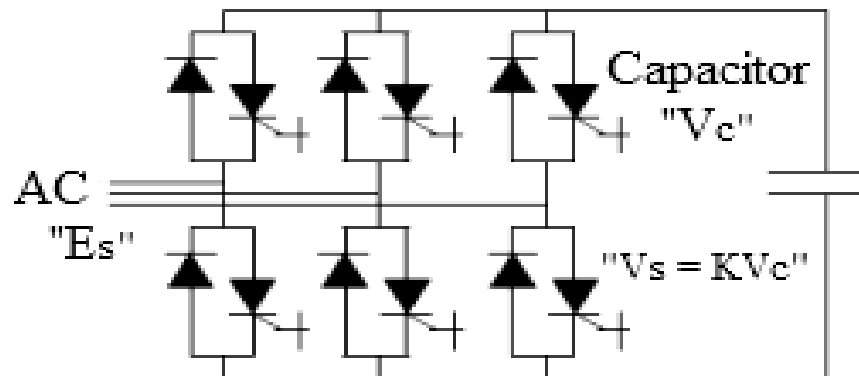 Capacitor
"Vc"
AC
"Es"
"Vs = KVc"